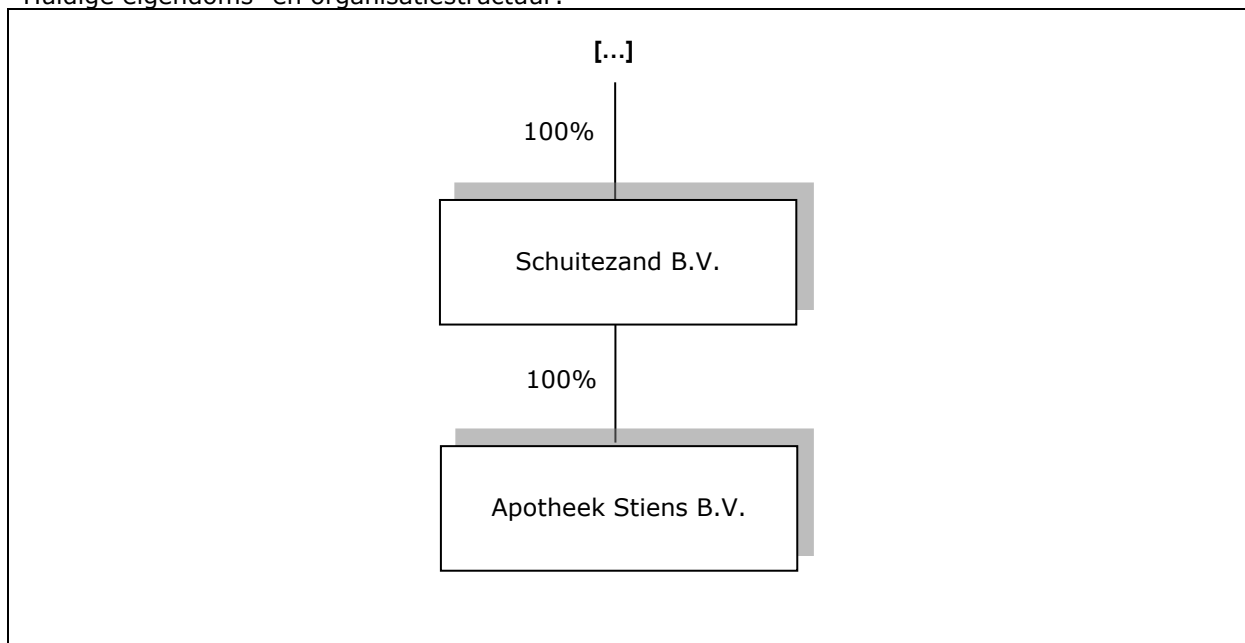 Huidige eigendoms- en organisatiestructuur:
[...]
100%
Schuitezand B.V.
100%
Apotheek Stiens B.V.